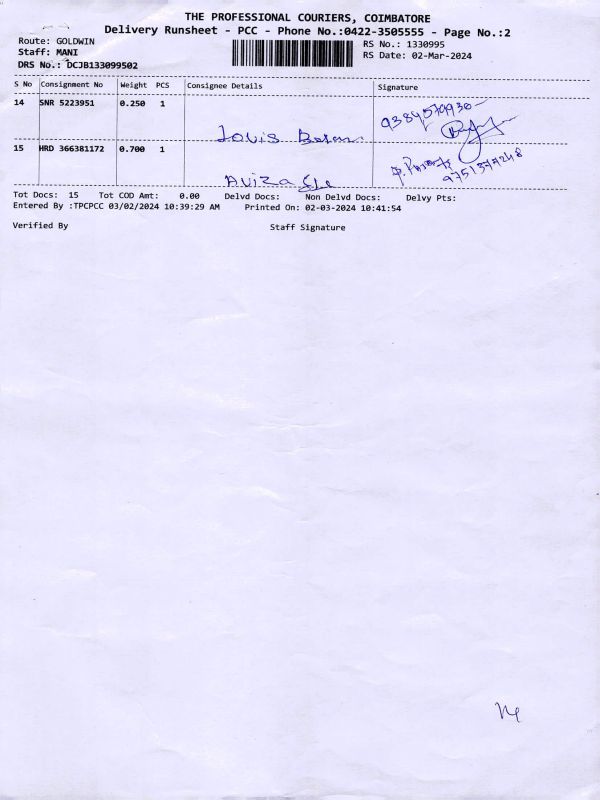 THE PROFESSIONAL COURIERS, COIMBATORE
Delivery Runsheet - PCC - Phone No.:0422-3505555 - Page No.:2
Route: GOLDWIN
RS No.: 1330995
Staff: MANI
RS Date: 02-Mar-2024
DRS No.: DCJB133099502
S No Consignment No Weight PCS Consignee Details Signature
14 SNR 5223951 0.250 1
9384579930
Louis
15 HRD 366381172 0.700 1
9751377248
Aviza
Tot Docs: 15 Tot COD Amt: 0.00 Delvd Docs: Non Delvd Docs: Delvy Pts:
Entered By :TPCPCC 03/02/2024 10:39:29 AM Printed On: 02-03-2024 10:41:54
Verified By Staff Signature